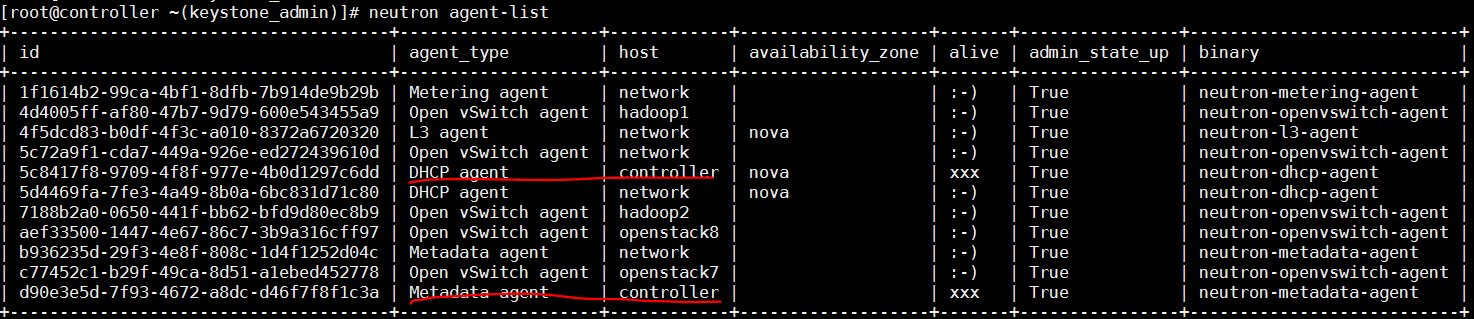 [root@controller ~(keystone_admin)]# neutron agent-list
+--------------------------------------+--------------------+------------+-------------------+-------+----------------+---------------------------+
| id | agent_type | host | availability_zone | alive | admin_state_up | binary |
+--------------------------------------+--------------------+------------+-------------------+-------+----------------+---------------------------+
| 1f1614b2-99ca-4bf1-8dfb-7b914de9b29b | Metering agent | network | | :-) | True | neutron-metering-agent |
| 4d4005ff-af80-47b7-9d79-600e543455a9 | Open vSwitch agent | hadoop1 | | :-) | True | neutron-openvswitch-agent |
| 4f5dcd83-b0df-4f3c-a010-8372a6720320 | L3 agent | network | nova | :-) | True | neutron-l3-agent |
| 5c72a9f1-cda7-449a-926e-ed272439610d | Open vSwitch agent | network | | :-) | True | neutron-openvswitch-agent |
| 5c8417f8-9709-4f8f-977e-4b0d1297c6dd | DHCP agent | controller | nova | xxx | True | neutron-dhcp-agent |
| 5d4469fa-7fe3-4a49-8b0a-6bc831d71c80 | DHCP agent | network | nova | :-) | True | neutron-dhcp-agent |
| 7188b2a0-0650-441f-bb62-bfd9d80ec8b9 | Open vSwitch agent | hadoop2 | | :-) | True | neutron-openvswitch-agent |
| aef33500-1447-4e67-86c7-3b9a316cff97 | Open vSwitch agent | openstack8 | | :-) | True | neutron-openvswitch-agent |
| b936235d-29f3-4e8f-808c-1d4f1252d04c | Metadata agent | network | | :-) | True | neutron-metadata-agent |
| c77452c1-b29f-49ca-8d51-a1ebed452778 | Open vSwitch agent | openstack7 | | :-) | True | neutron-openvswitch-agent |
| d90e3e5d-7f93-4672-a8dc-d46f7f8f1c3a | Metadata agent | controller | | xxx | True | neutron-metadata-agent |
+--------------------------------------+--------------------+------------+-------------------+-------+----------------+---------------------------+